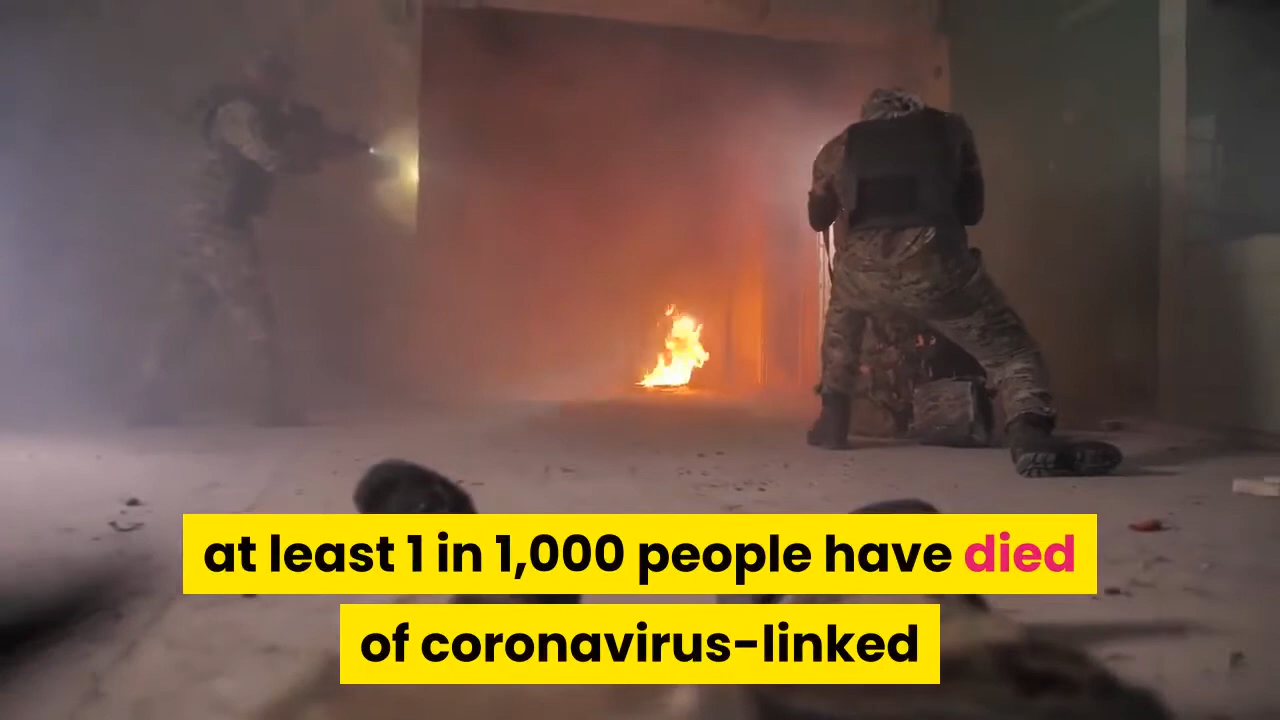 at least 1 in 1,000 people have died
of coronavirus-linked